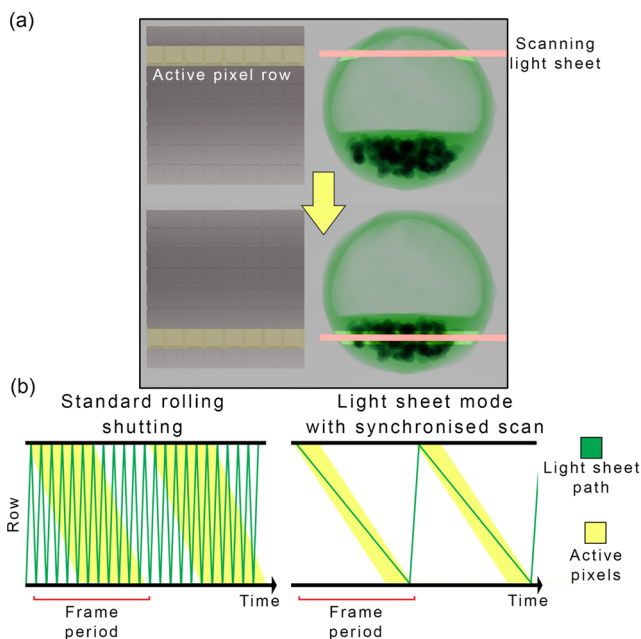 (a)
Active pixel row
Scanning
light sheet
(b)
Standard rolling
shutting
Light sheet mode
with synchronised scan
Row
Time
Frame
period
Time
Frame
period
Light sheet
path
Active
pixels